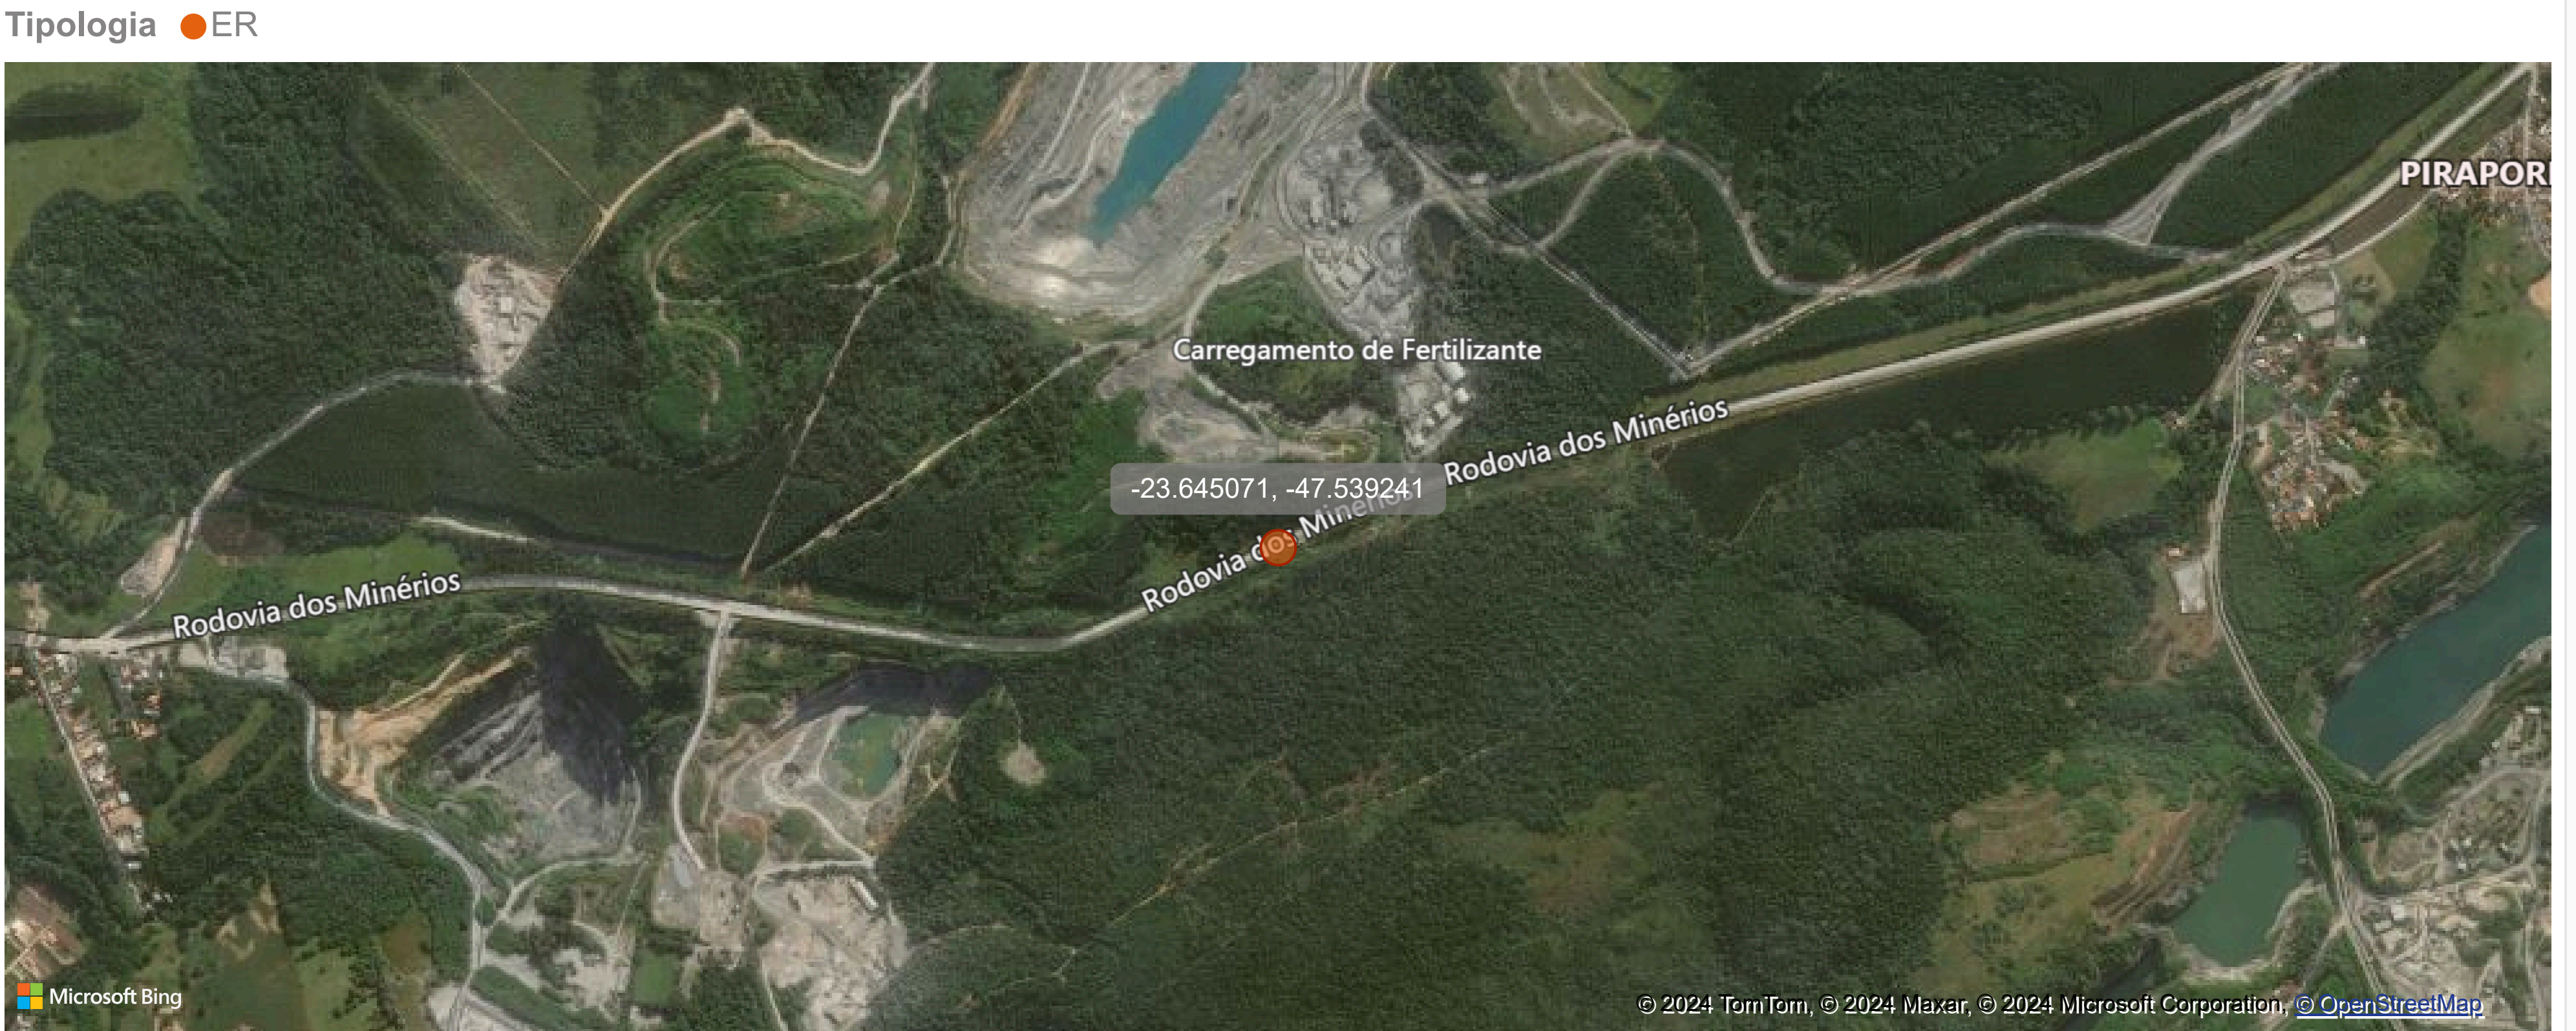 Tipologia ER
PIRAPOR
Carregamento de Fertilizante
Rodovia dos Minérios
-23.645071, -47.539241
Rodovia dos Minérios
Rodovia dos Minérios
Microsoft Bing
© 2024 TomTom, © 2024 Maxar, © 2024 Microsoft Corporation, © OpenStreetMap